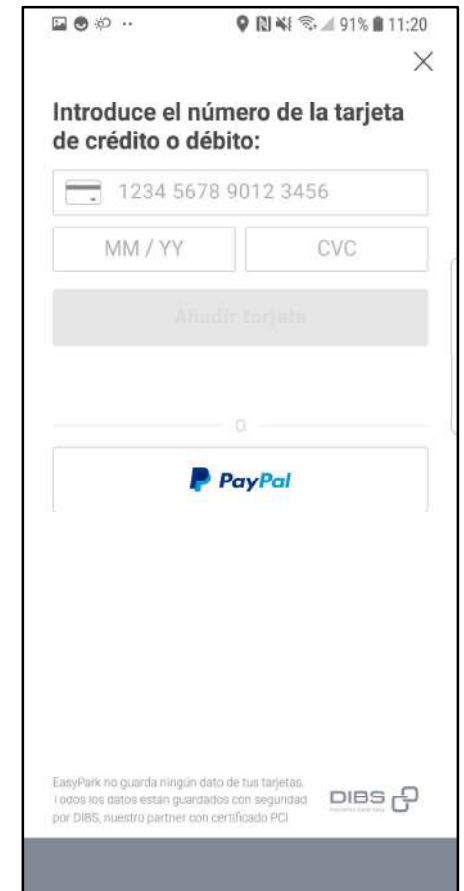 91% 11:20
Introduce el número de la tarjeta
de crédito o débito:
1234 5678 9012 3456
MM / YY
CVC
Añadir tarjeta
O
PayPal
EasyPark no guarda ningún dato de tus tarjetas.
Todos los datos están guardados con seguridad
por DIBS, nuestro partner con certificado PCI
DIBS